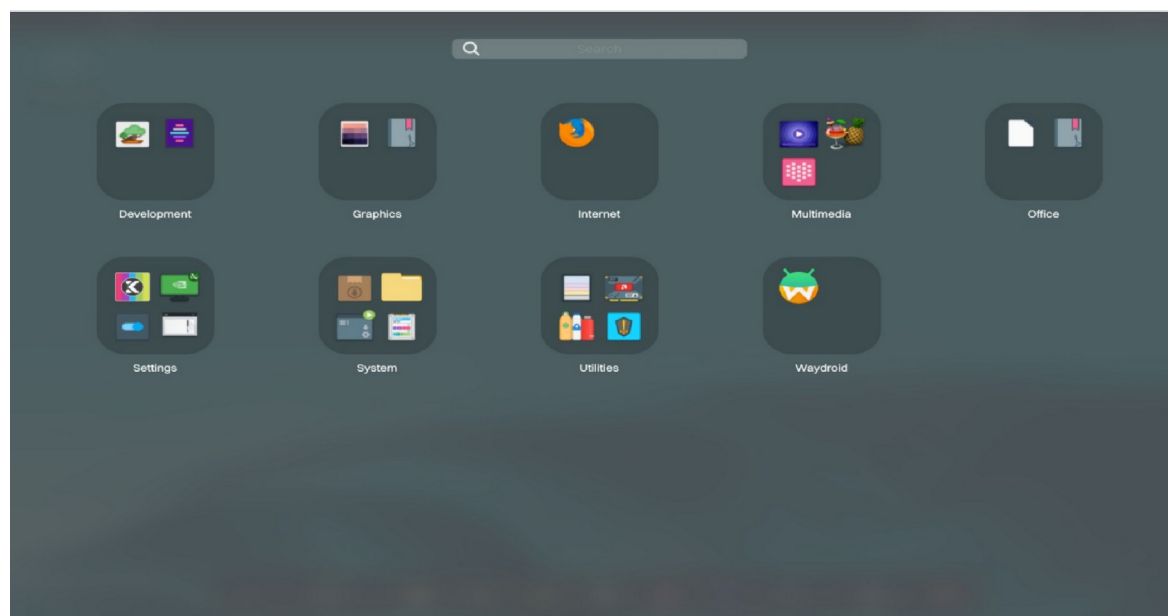 Search
Development
Graphics
Internet
Multimedia
Office
Settings
System
Utilities
Waydroid